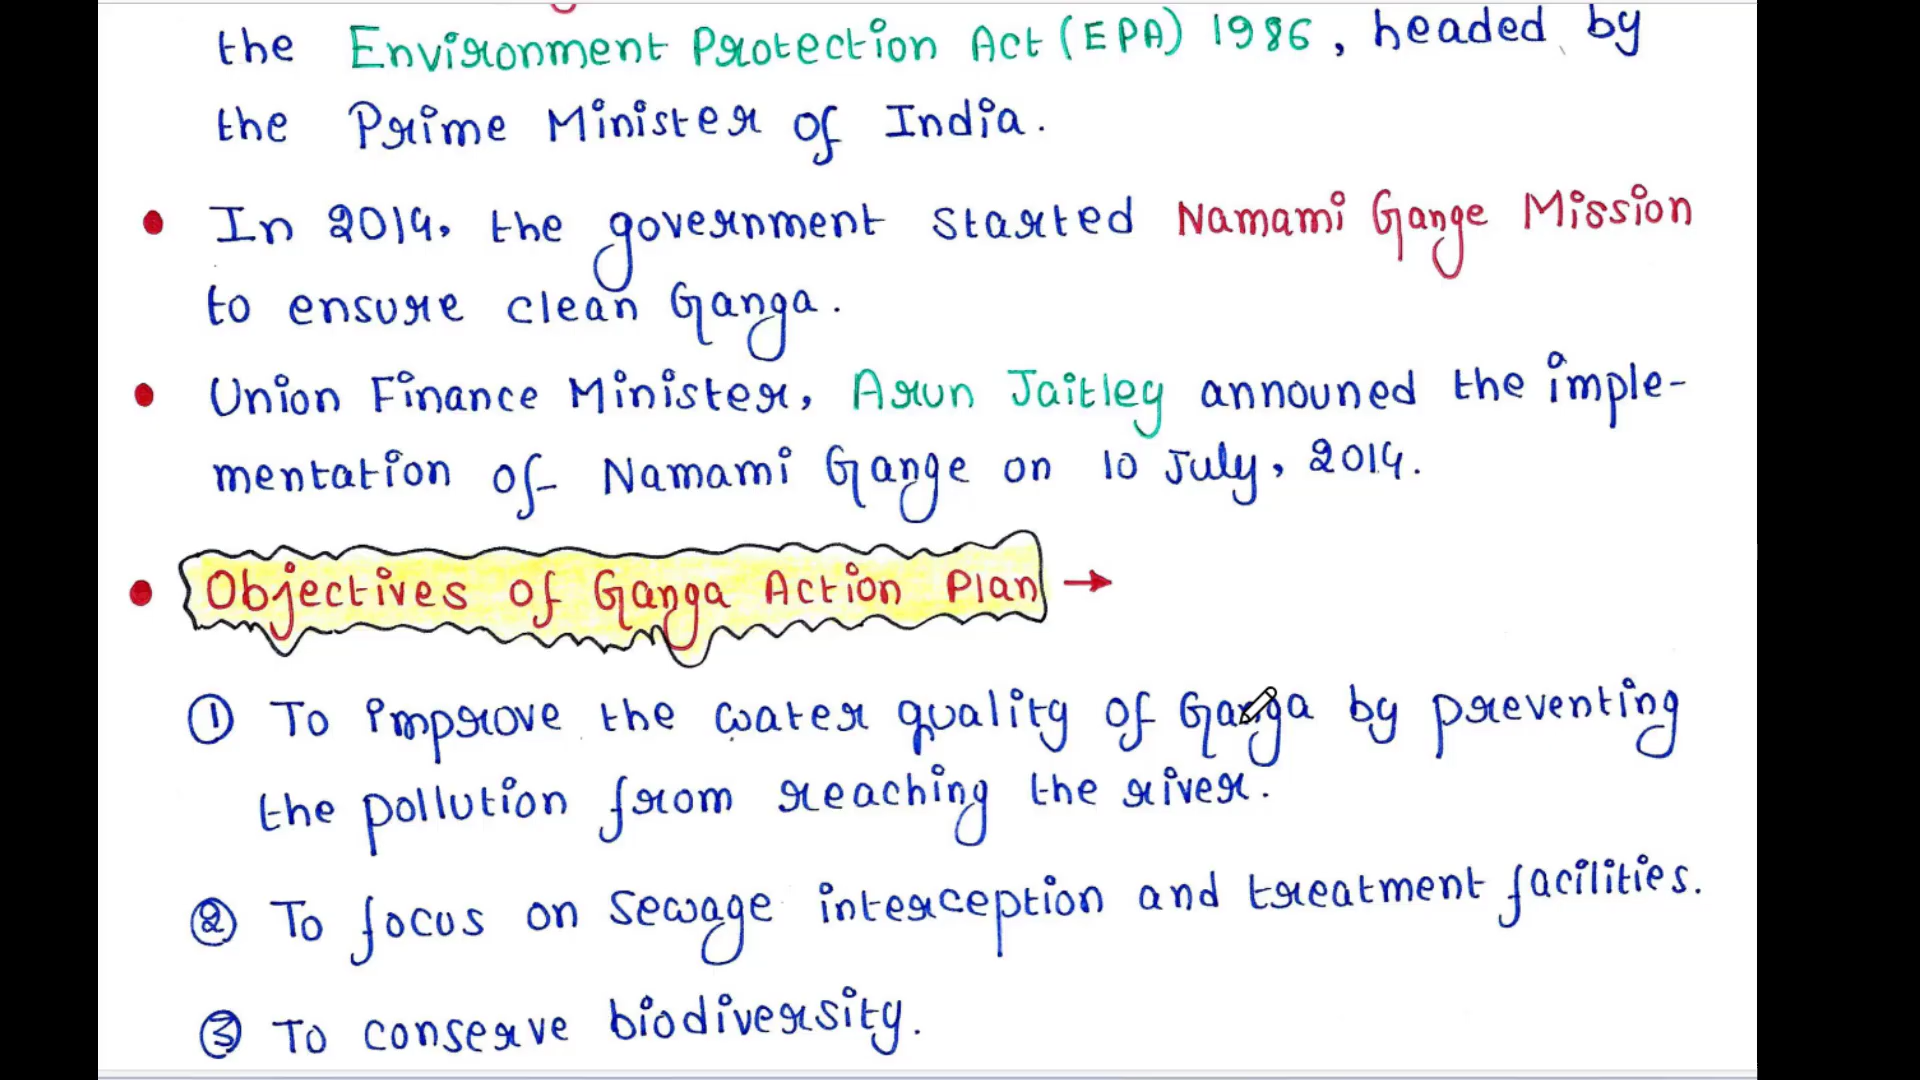 the Environment Protection Act (EPA) 1986, headed by
the Prime Minister of India.
• In 2014, the government started Namami Gange Mission
to ensure clean Ganga.
• Union Finance Minister, Arun Jaitley announed the imple-
mentation of Namami Gange on 10 July, 2014.
• Objectives of Ganga Action Plan →
① To improve the water quality of Ganga by preventing
the pollution from reaching the river.
② To focus on sewage interception and treatment facilities.
③ To conserve biodiversity.